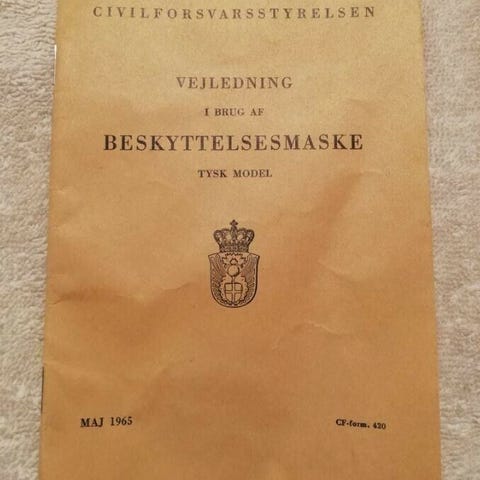 CIVILFORSVARSSTYRELSEN
VEJLEDNING
I BRUG AF
BESKYTTELSESMASKE
TYSK MODEL
MAJ 1965
CF-form. 420